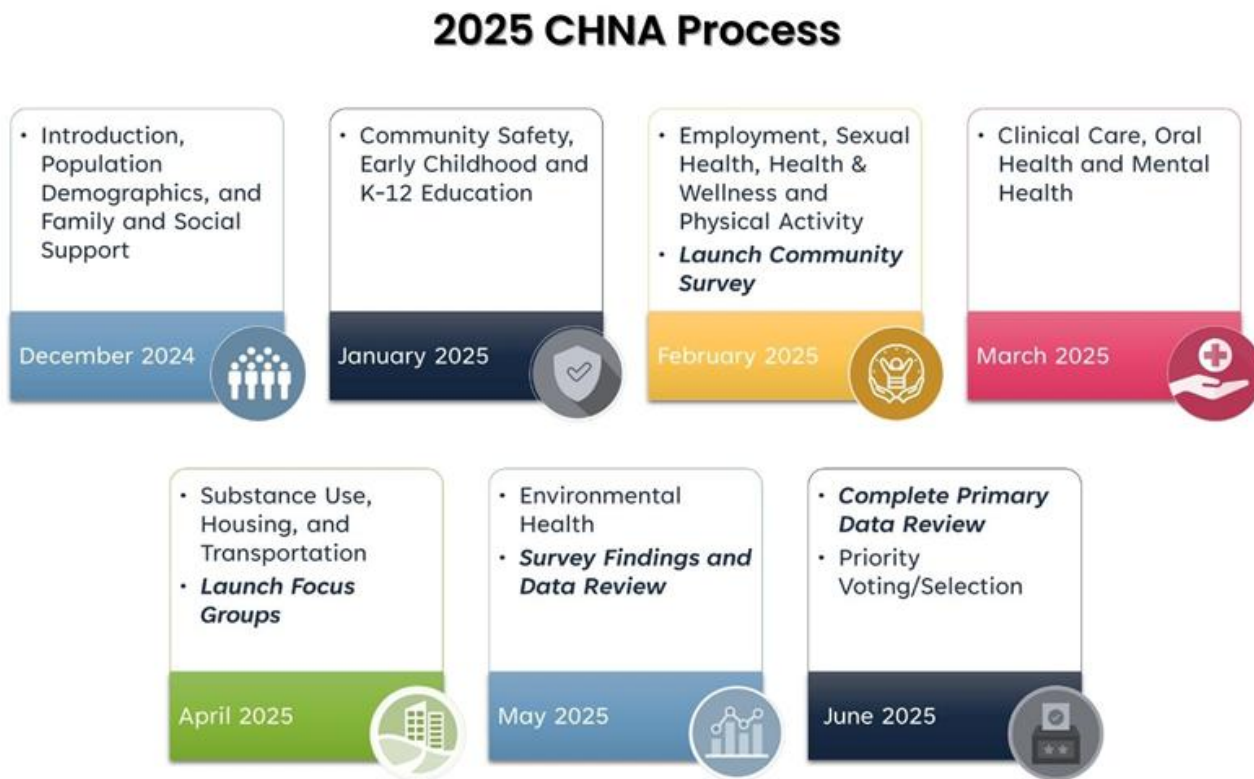 2025 CHNA Process
• Introduction,
Population
Demographics, and
Family and Social
Support
December 2024
• Community Safety,
Early Childhood and
K-12 Education
January 2025
• Employment, Sexual
Health, Health &
Wellness and
Physical Activity
• Launch Community
Survey
February 2025
• Clinical Care, Oral
Health and Mental
Health
March 2025
• Substance Use,
Housing, and
Transportation
• Launch Focus
Groups
April 2025
• Environmental
Health
• Survey Findings and
Data Review
May 2025
• Complete Primary
Data Review
• Priority
Voting/Selection
June 2025